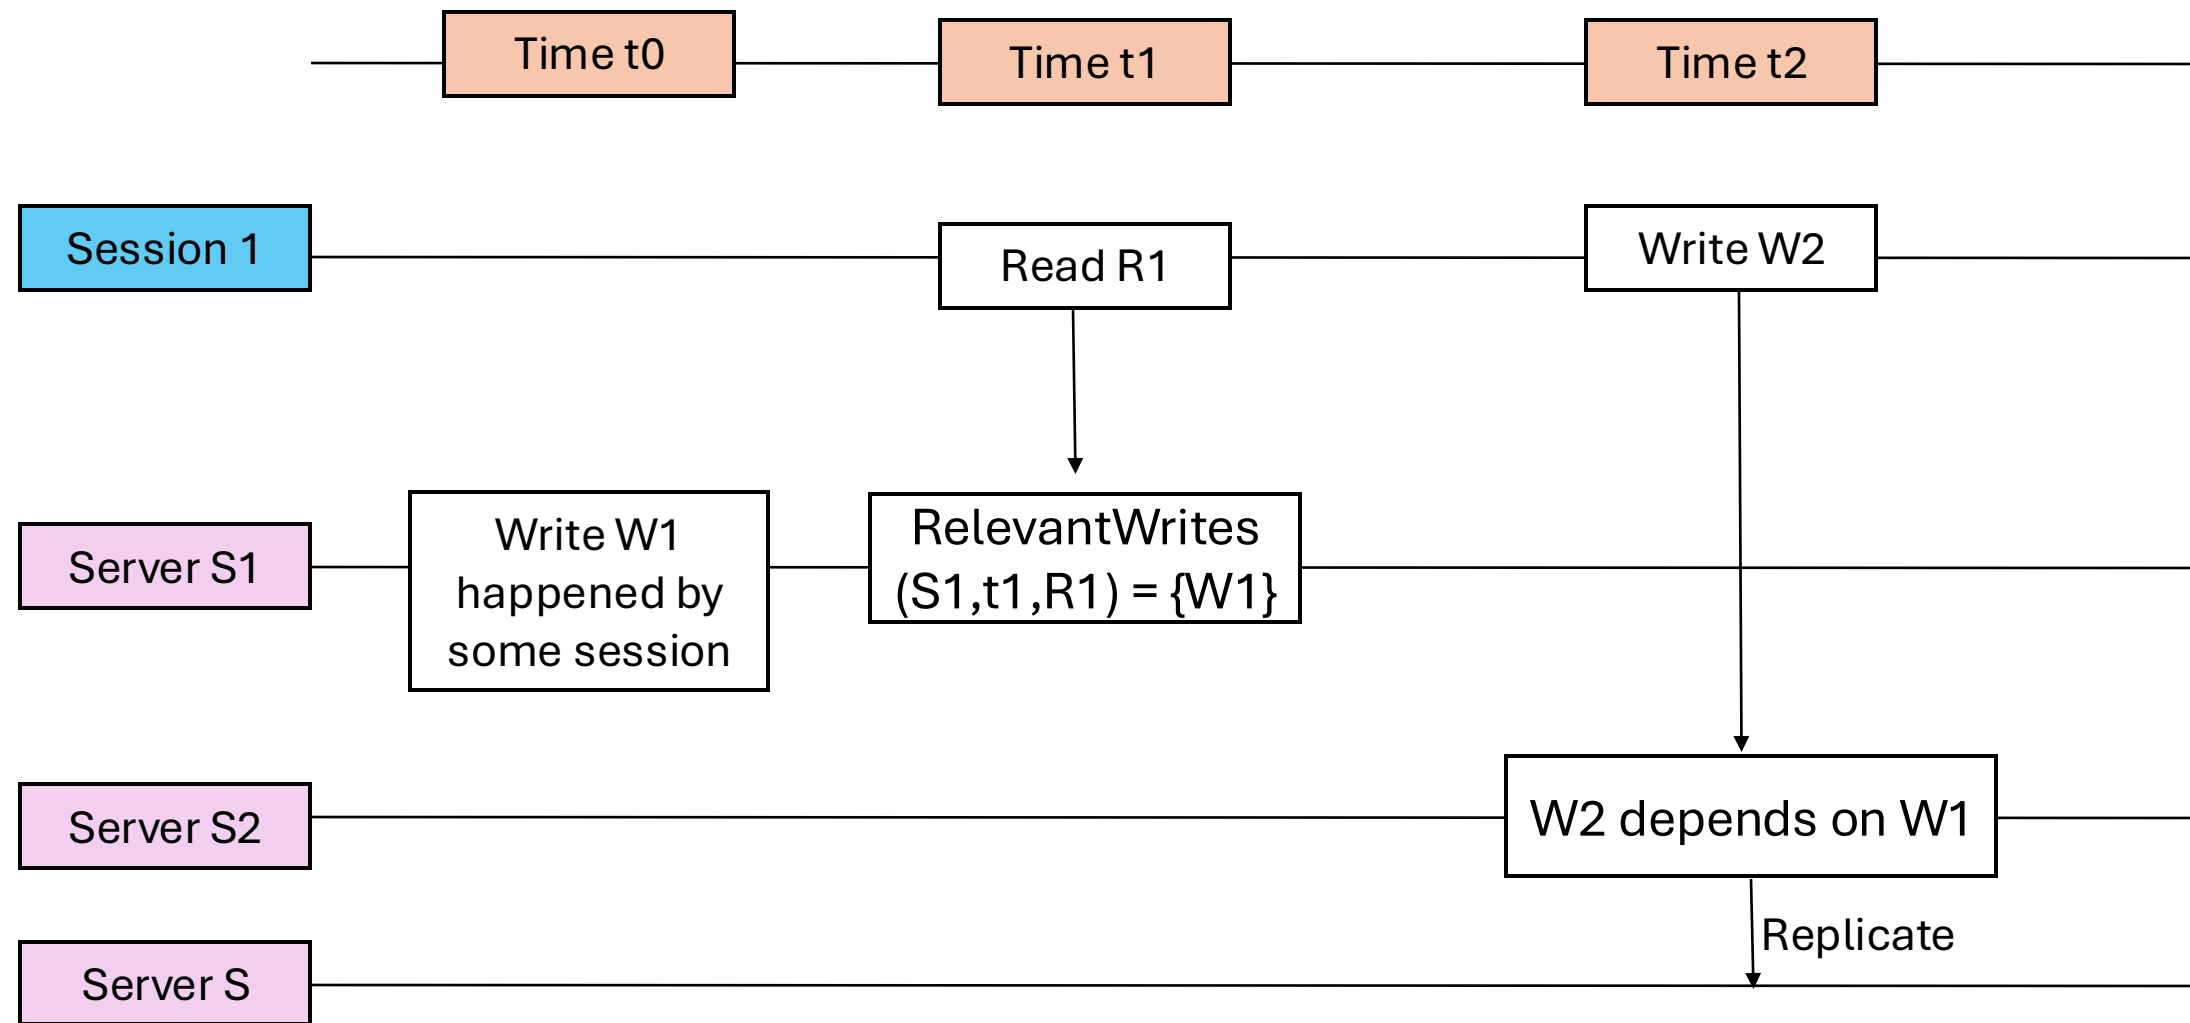 Time t0
Time t1
Time t2
Session 1
Read R1
Write W2
Server S1
Write W1
happened by
some session
RelevantWrites
(S1,t1,R1) = {W1}
Server S2
W2 depends on W1
Replicate
Server S